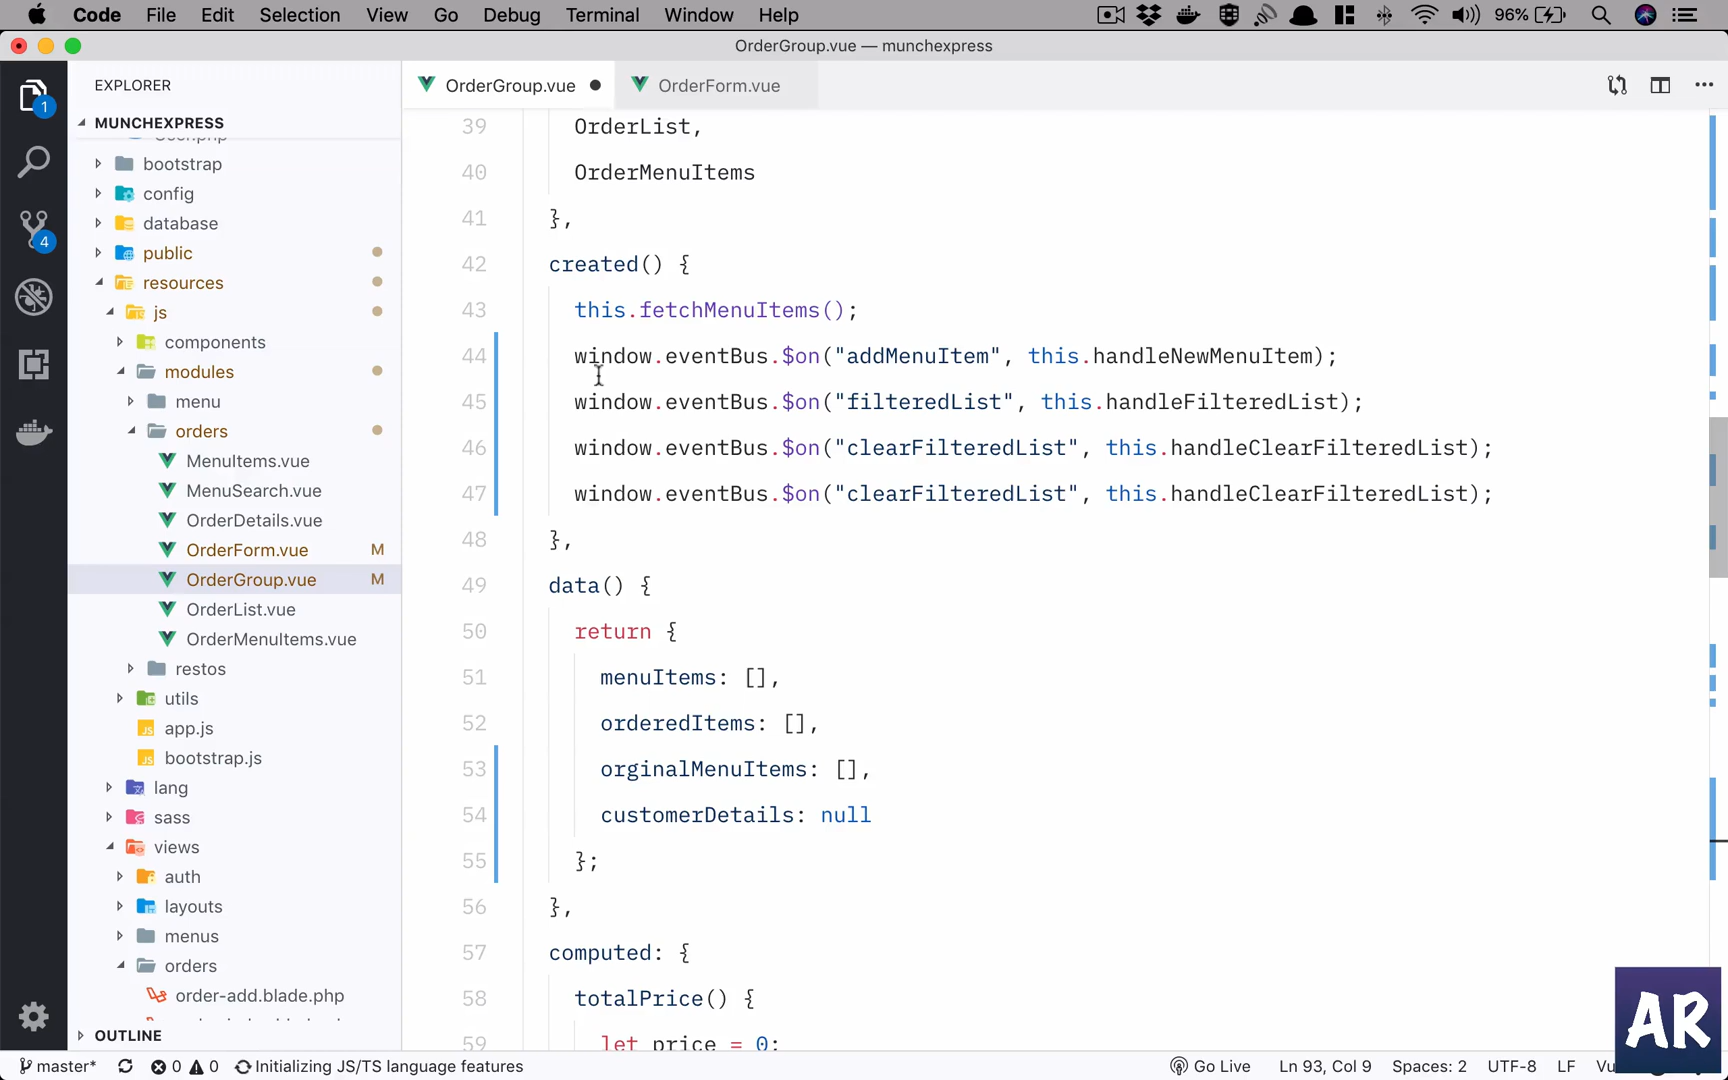 Code File Edit Selection View Go Debug Terminal Window Help 96%
OrderGroup.vue — munchexpress
EXPLORER
OrderGroup.vue
OrderForm.vue
1
4
MUNCHEXPRESS
User.php
bootstrap
config
database
public
resources
js
components
modules
menu
orders
MenuItems.vue
MenuSearch.vue
OrderDetails.vue
OrderForm.vue M
OrderGroup.vue M
OrderList.vue
OrderMenuItems.vue
restos
utils
JS app.js
JS bootstrap.js
lang
sass
views
auth
layouts
menus
orders
order-add.blade.php
OUTLINE
39 OrderList,
40 OrderMenuItems
41 },
42 created() {
43 this.fetchMenuItems();
44 window.eventBus.$on("addMenuItem", this.handleNewMenuItem);
45 window.eventBus.$on("filteredList", this.handleFilteredList);
46 window.eventBus.$on("clearFilteredList", this.handleClearFilteredList);
47 window.eventBus.$on("clearFilteredList", this.handleClearFilteredList);
48 },
49 data() {
50 return {
51 menuItems: [],
52 orderedItems: [],
53 orginalMenuItems: [],
54 customerDetails: null
55 };
56 },
57 computed: {
58 totalPrice() {
59 let price = 0;
AR
master* 0 0 Initializing JS/TS language features Go Live Ln 93, Col 9 Spaces: 2 UTF-8 LF Vu